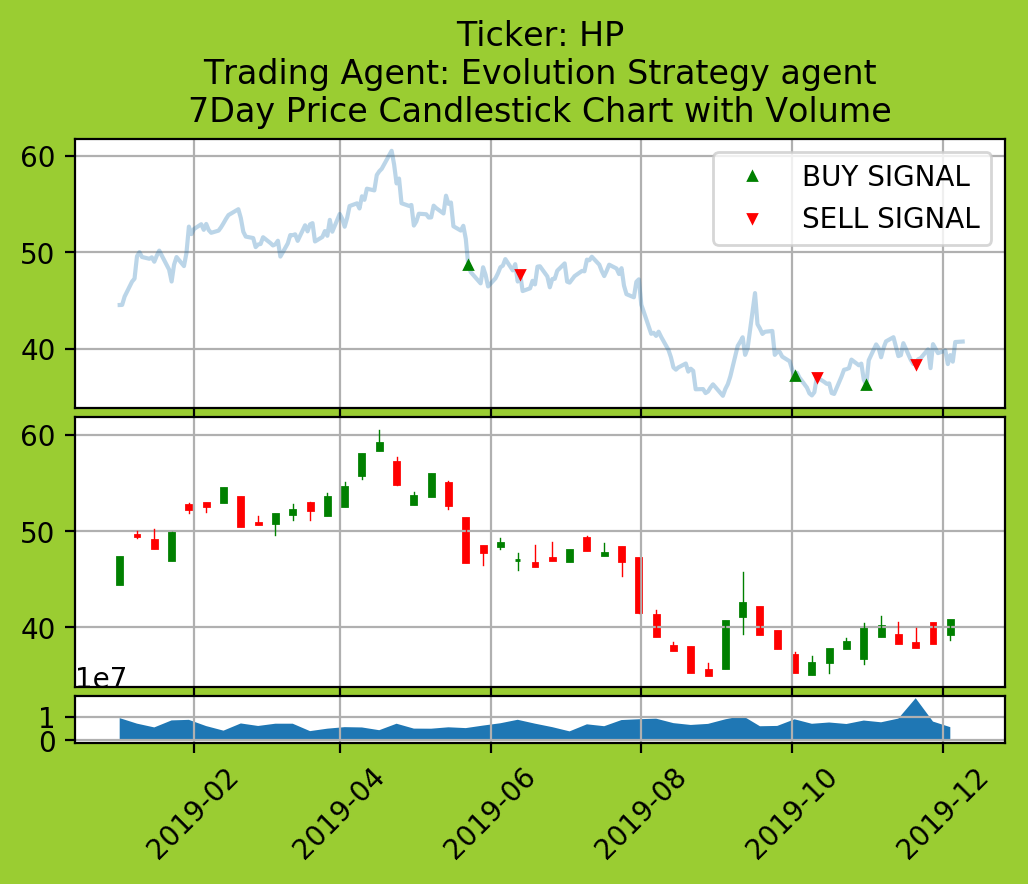 Ticker: HP
Trading Agent: Evolution Strategy agent
7Day Price Candlestick Chart with Volume
60
50
40
BUY SIGNAL
SELL SIGNAL
60
50
40
1e7
1
0
2019-02
2019-04
2019-06
2019-08
2019-10
2019-12